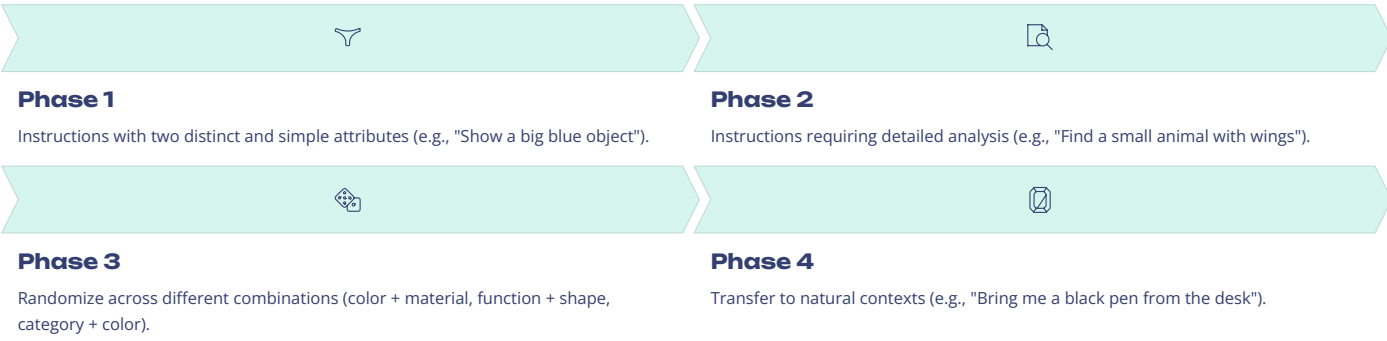 Phase 1
Instructions with two distinct and simple attributes (e.g., "Show a big blue object").
Phase 2
Instructions requiring detailed analysis (e.g., "Find a small animal with wings").
Phase 3
Randomize across different combinations (color + material, function + shape,
category + color).
Phase 4
Transfer to natural contexts (e.g., "Bring me a black pen from the desk").